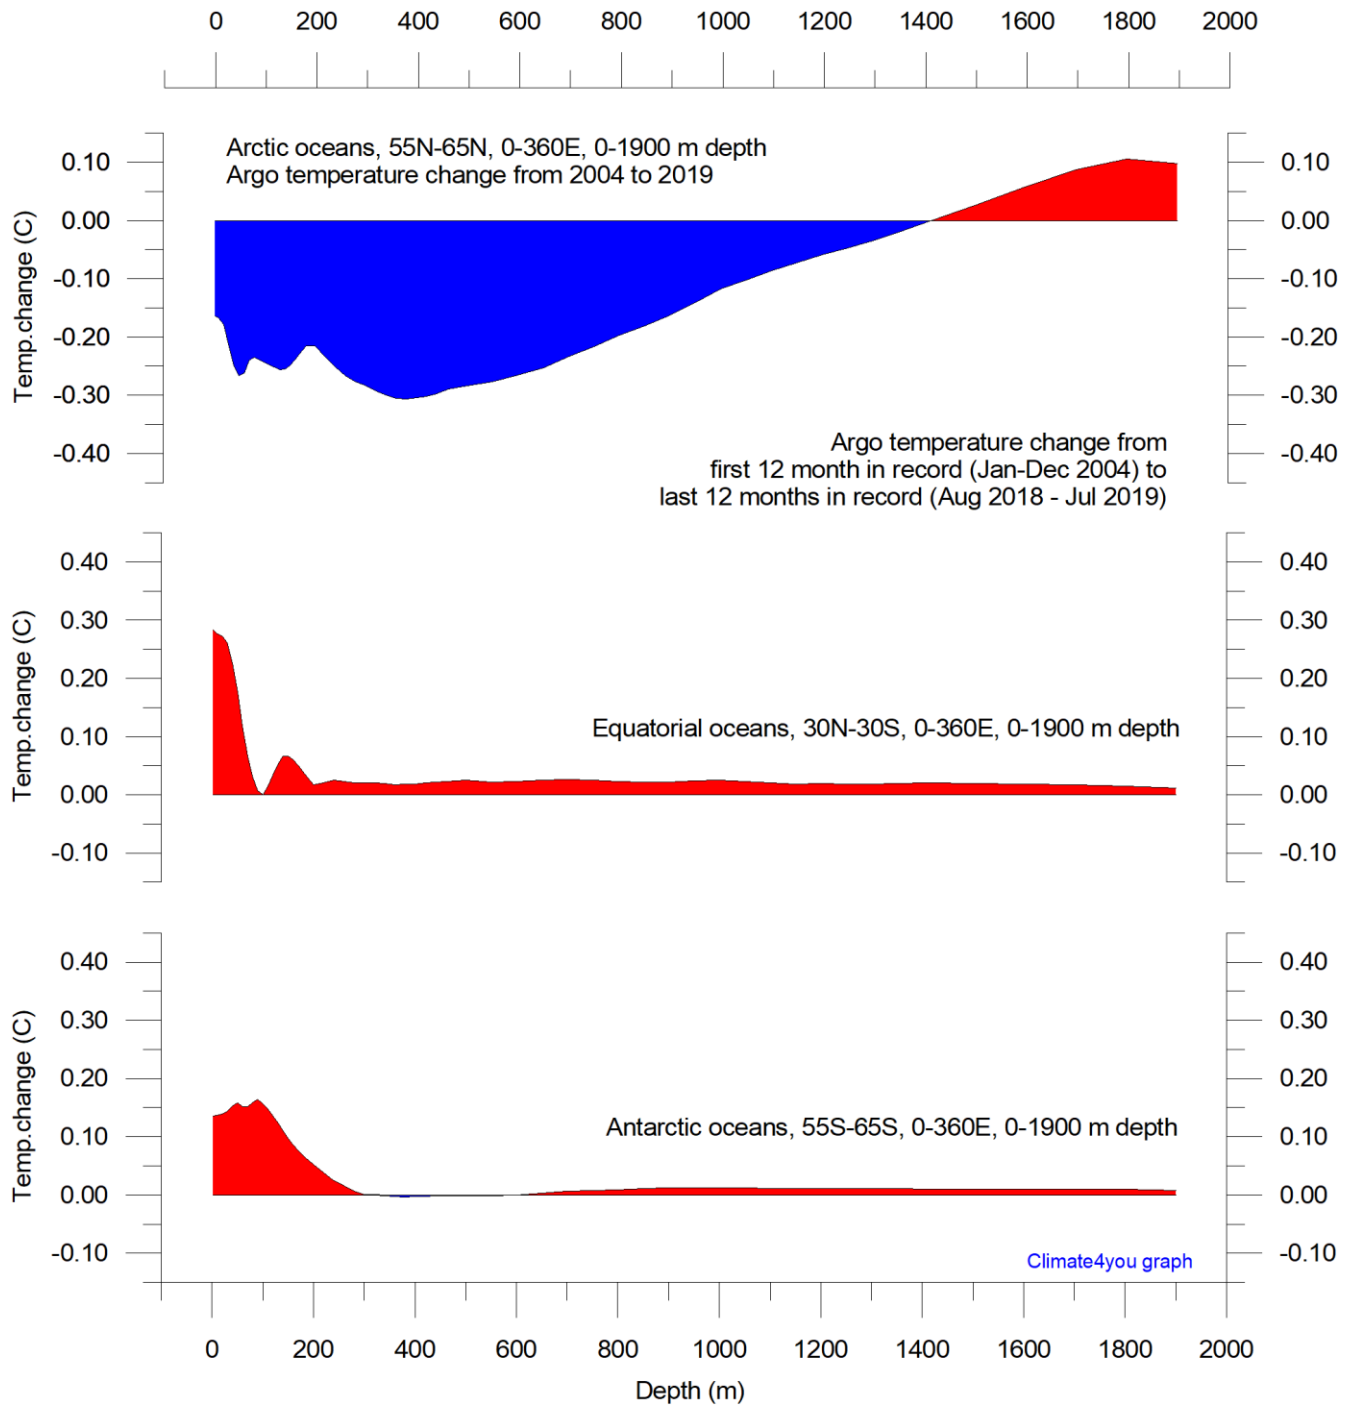 0 200 400 600 800 1000 1200 1400 1600 1800 2000
Arctic oceans, 55N-65N, 0-360E, 0-1900 m depth
Argo temperature change from 2004 to 2019
0.10 0.10
0.00 0.00
-0.10 -0.10
-0.20 -0.20
-0.30 -0.30
-0.40 -0.40
Temp.change (C)
Argo temperature change from
first 12 month in record (Jan-Dec 2004) to
last 12 months in record (Aug 2018 - Jul 2019)
0.40 0.40
0.30 0.30
0.20 0.20
0.10 0.10
0.00 0.00
-0.10 -0.10
Temp.change (C)
Equatorial oceans, 30N-30S, 0-360E, 0-1900 m depth
0.40 0.40
0.30 0.30
0.20 0.20
0.10 0.10
0.00 0.00
-0.10 -0.10
Temp.change (C)
Antarctic oceans, 55S-65S, 0-360E, 0-1900 m depth
Climate4you graph
0 200 400 600 800 1000 1200 1400 1600 1800 2000
Depth (m)